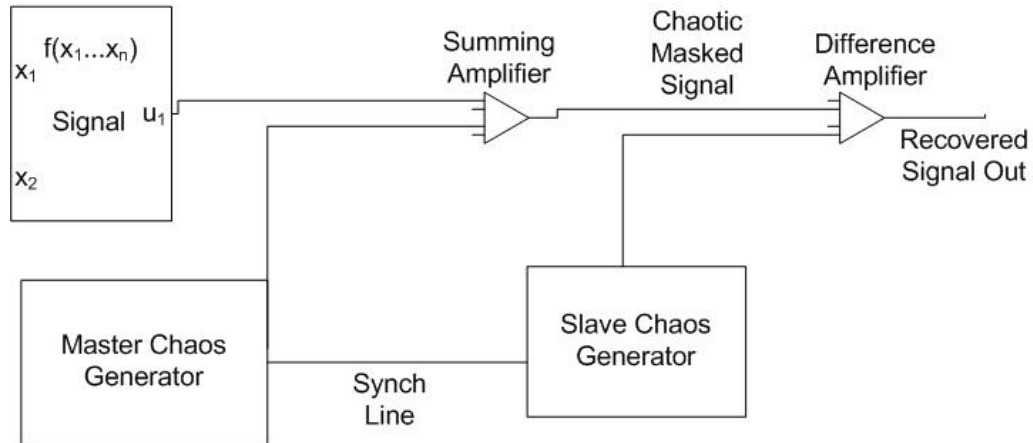 f(x₁...xₙ)
x₁
Signal
u₁
x₂
Summing
Amplifier
Chaotic
Masked
Signal
Difference
Amplifier
Recovered
Signal Out
Master Chaos
Generator
Synch
Line
Slave Chaos
Generator